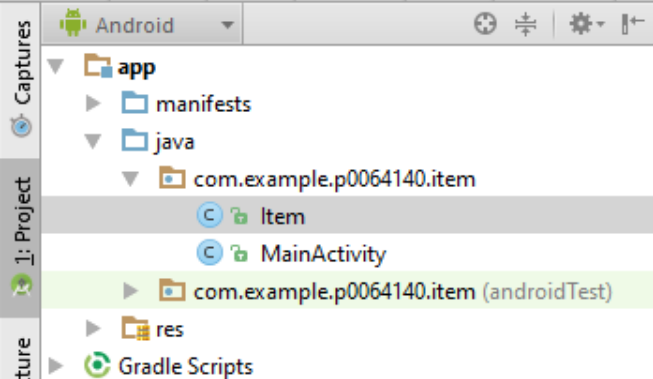 Captures
1: Project
ture
Android
app
manifests
java
com.example.p0064140.item
C Item
C MainActivity
com.example.p0064140.item (androidTest)
res
Gradle Scripts